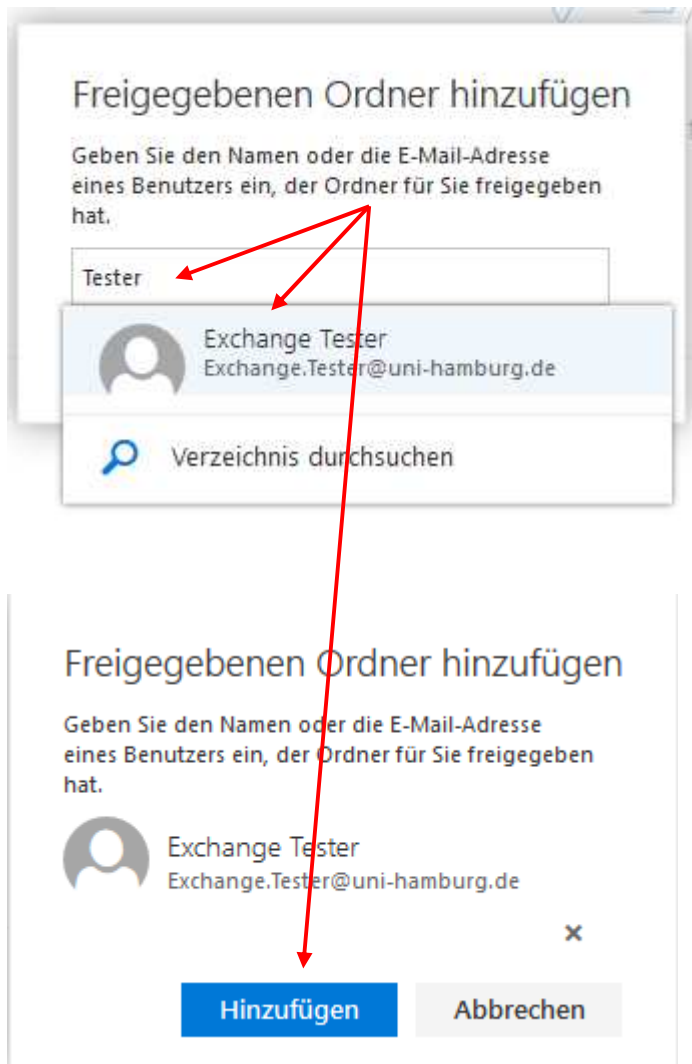 Freigegebenen Ordner hinzufügen
Geben Sie den Namen oder die E-Mail-Adresse
eines Benutzers ein, der Ordner für Sie freigegeben
hat.
Tester
Exchange Tester
Exchange.Tester@uni-hamburg.de
Verzeichnis durchsuchen
Freigegebenen Ordner hinzufügen
Geben Sie den Namen oder die E-Mail-Adresse
eines Benutzers ein, der Ordner für Sie freigegeben
hat.
Exchange Tester
Exchange.Tester@uni-hamburg.de
Hinzufügen Abbrechen